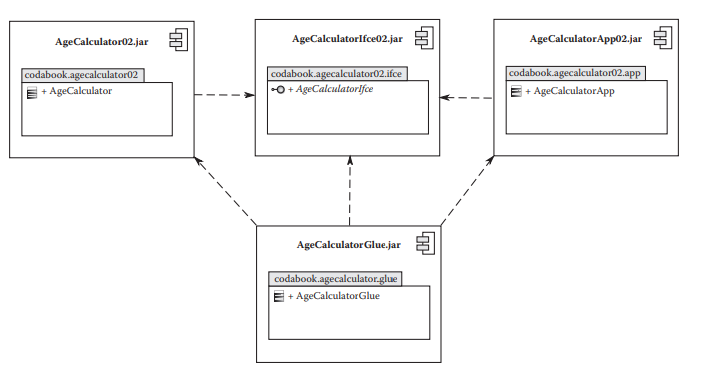 AgeCalculator02.jar
codabook.agecalculator02
+ AgeCalculator
AgeCalculatorIfce02.jar
codabook.agecalculator02.ifce
+ AgeCalculatorIfce
AgeCalculatorApp02.jar
codabook.agecalculator02.app
+ AgeCalculatorApp
AgeCalculatorGlue.jar
codabook.agecalculator.glue
+ AgeCalculatorGlue